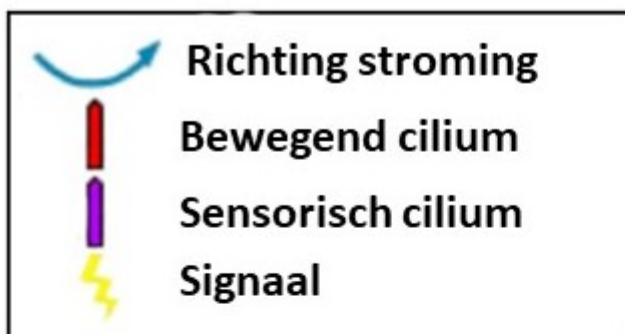 Richting stroming
Bewegend cilium
Sensorisch cilium
Signaal